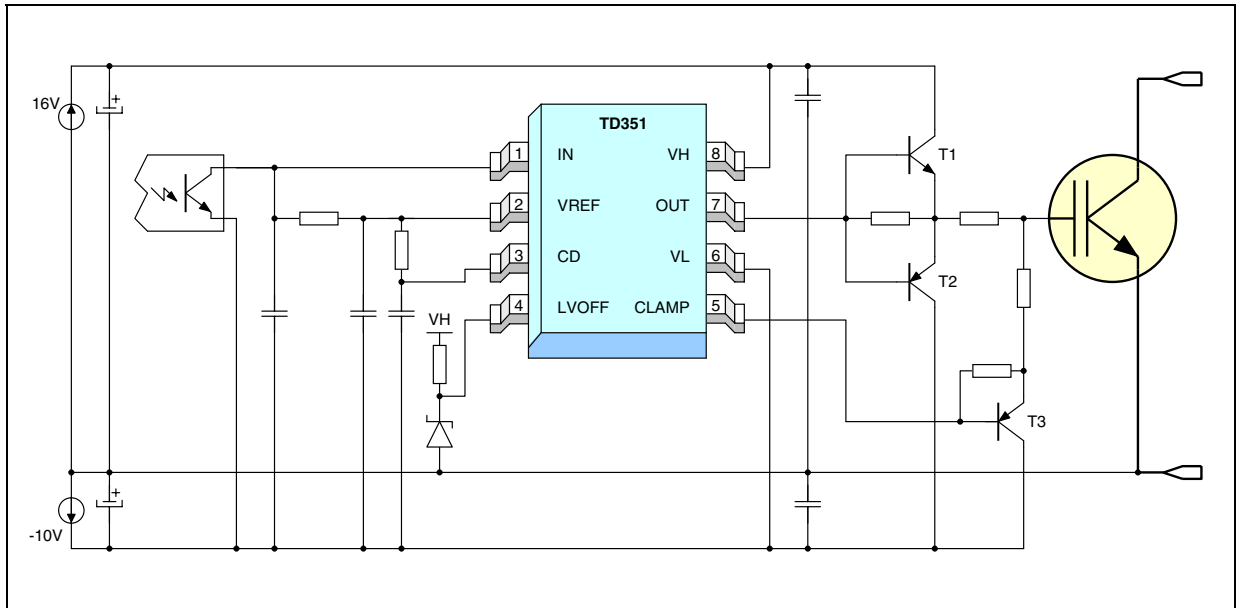 16V
TD351
1 IN
VH 8
T1
2 VREF
OUT 7
3 CD
VL 6
T2
4 LVOFF
CLAMP 5
VH
T3
-10V
+
+